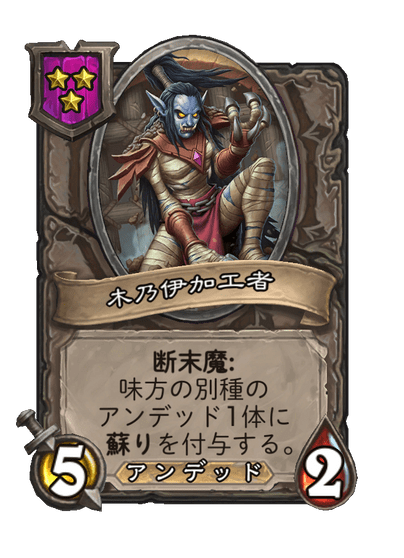 木乃伊加工者
断末魔:
味方の別種の
アンデッド1体に
蘇りを付与する。
5
アンデッド
2